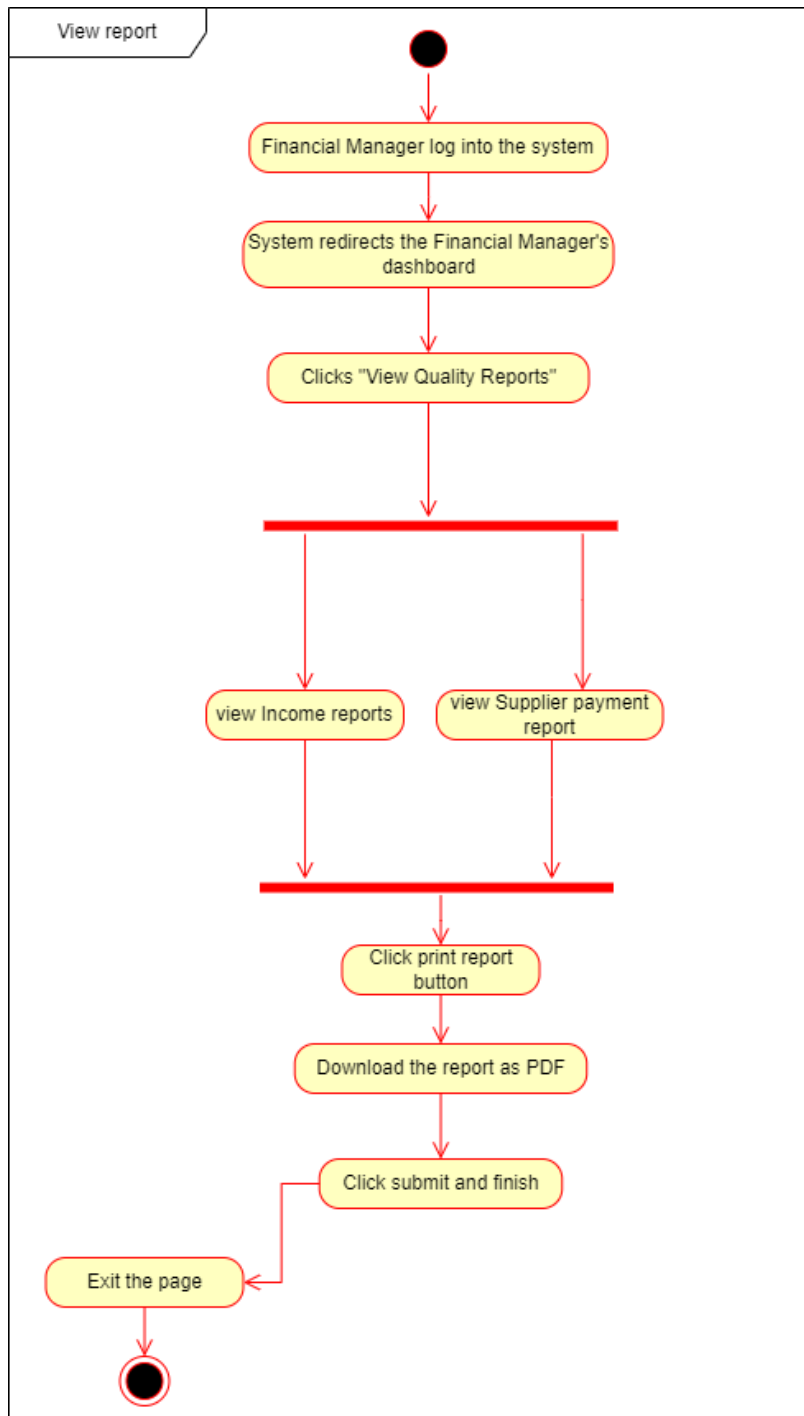 View report
Financial Manager log into the system
System redirects the Financial Manager's
dashboard
Clicks "View Quality Reports"
view Income reports
view Supplier payment
report
Click print report
button
Download the report as PDF
Click submit and finish
Exit the page